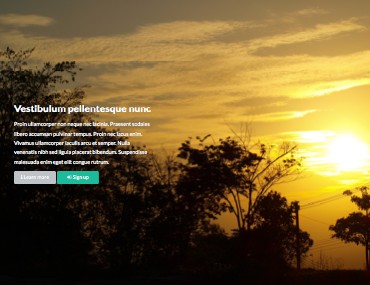 Vestibulum pellentesque nunc
Proin ullamcorper non neque nec lacinia. Praesent sodales
libero accumsan pulvinar tempus. Proin nec lacus enim.
Vivamus ullamcorper iaculis arcu et semper. Nulla
venenatis nibh sed ligula placerat bibendum. Suspendisse
malesuada enim eget elit congue rutrum.
Learn more
Signup